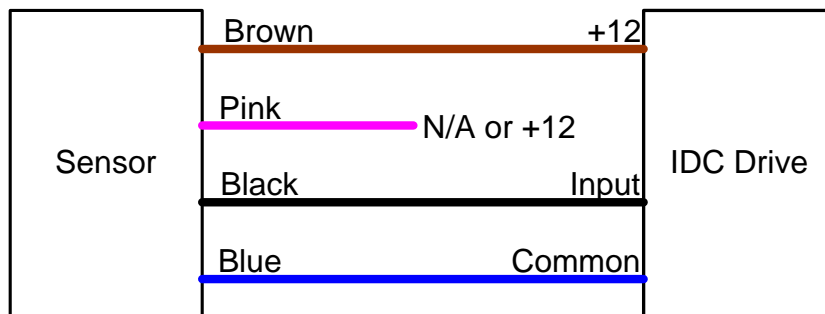 Brown +12
Pink N/A or +12
Sensor IDC Drive
Black Input
Blue Common